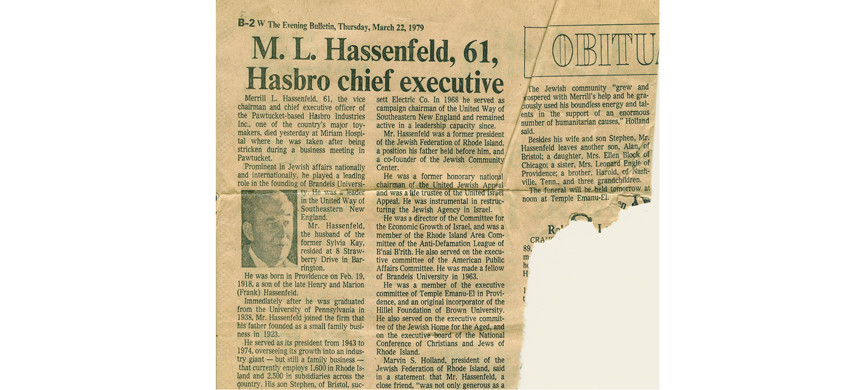 B-2 W The Evening Bulletin, Thursday, March 22, 1979
M. L. Hassenfeld, 61,
Hasbro chief executive
Merrill L. Hassenfeld, 61, the vice
chairman and chief executive officer of
the Pawtucket-based Hasbro Industries
Inc., one of the country's major toy-
makers, died yesterday at Miriam Hospi-
tal where he was taken after being
stricken during a business meeting in
Pawtucket.
Prominent in Jewish affairs nationally
and internationally, he played a leading
role in the founding of Brandeis Universi-
ty. He was a leader
in the United Way of
Southeastern New
England.
Mr. Hassenfeld,
the husband of the
former Sylvia Kay,
resided at 8 Straw-
berry Drive in Bar-
rington.
He was born in Providence on Feb. 19,
1918, a son of the late Henry and Marion
(Frank) Hassenfeld.
Immediately after he was graduated
from the University of Pennsylvania in
1938, Mr. Hassenfeld joined the firm that
his father founded as a small family busi-
ness in 1923.
He served as its president from 1943 to
1974, overseeing its growth into an indus-
try giant — but still a family business —
that currently employs 1,600 in Rhode Is-
land and 2,500 in subsidiaries across the
country. His son Stephen, of Bristol, suc-
sett Electric Co. In 1968 he served as
campaign chairman of the United Way of
Southeastern New England and remained
active in a leadership capacity since.
Mr. Hassenfeld was a former president
of the Jewish Federation of Rhode Island,
a position his father held before him, and
a co-founder of the Jewish Community
Center.
He was a former honorary national
chairman of the United Jewish Appeal
and was a life trustee of the United Israel
Appeal. He was instrumental in restruc-
turing the Jewish Agency in Israel.
He was a director of the Committee for
the Economic Growth of Israel, and was a
member of the Rhode Island Area Com-
mittee of the Anti-Defamation League of
B'nai B'rith. He also served on the execu-
tive committee of the American Public
Affairs Committee. He was made a fellow
of Brandeis University in 1963.
He was a member of the executive
committee of Temple Emanu-El in Provi-
dence, and an original incorporator of the
Hillel Foundation of Brown University.
He also served on the executive commit-
tee of the Jewish Home for the Aged, and
on the executive board of the National
Conference of Christians and Jews of
Rhode Island.
Marvin S. Holland, president of the
Jewish Federation of Rhode Island, said
in a statement that Mr. Hassenfeld, a
close friend, "was not only generous as a
OBITU
The Jewish community "grew and
prospered with Merrill's help and he gra-
ciously used his boundless energy and tal-
ents in the support of an enormous
number of humanitarian causes," Holland
said.
Besides his wife and son Stephen, Mr.
Hassenfeld leaves another son, Alan, of
Bristol; a daughter, Mrs. Ellen Block of
Chicago; a sister, Mrs. Leonard Engle of
Providence; a brother, Harold, of Nash-
ville, Tenn., and three grandchildren.
The funeral will be held tomorrow at
noon at Temple Emanu-El.
CRA
89,